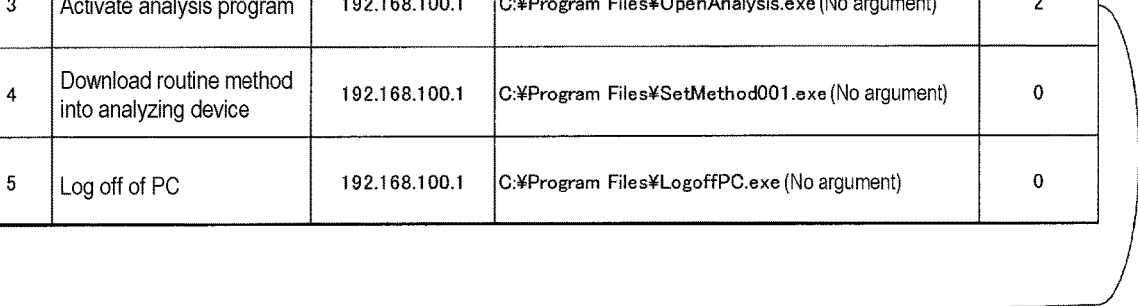 3 Activate analysis program 192.168.100.1 C:¥Program Files¥OpenAnalysis.exe (No argument) 2
4 Download routine method
into analyzing device 192.168.100.1 C:¥Program Files¥SetMethod001.exe (No argument) 0
5 Log off of PC 192.168.100.1 C:¥Program Files¥LogoffPC.exe (No argument) 0